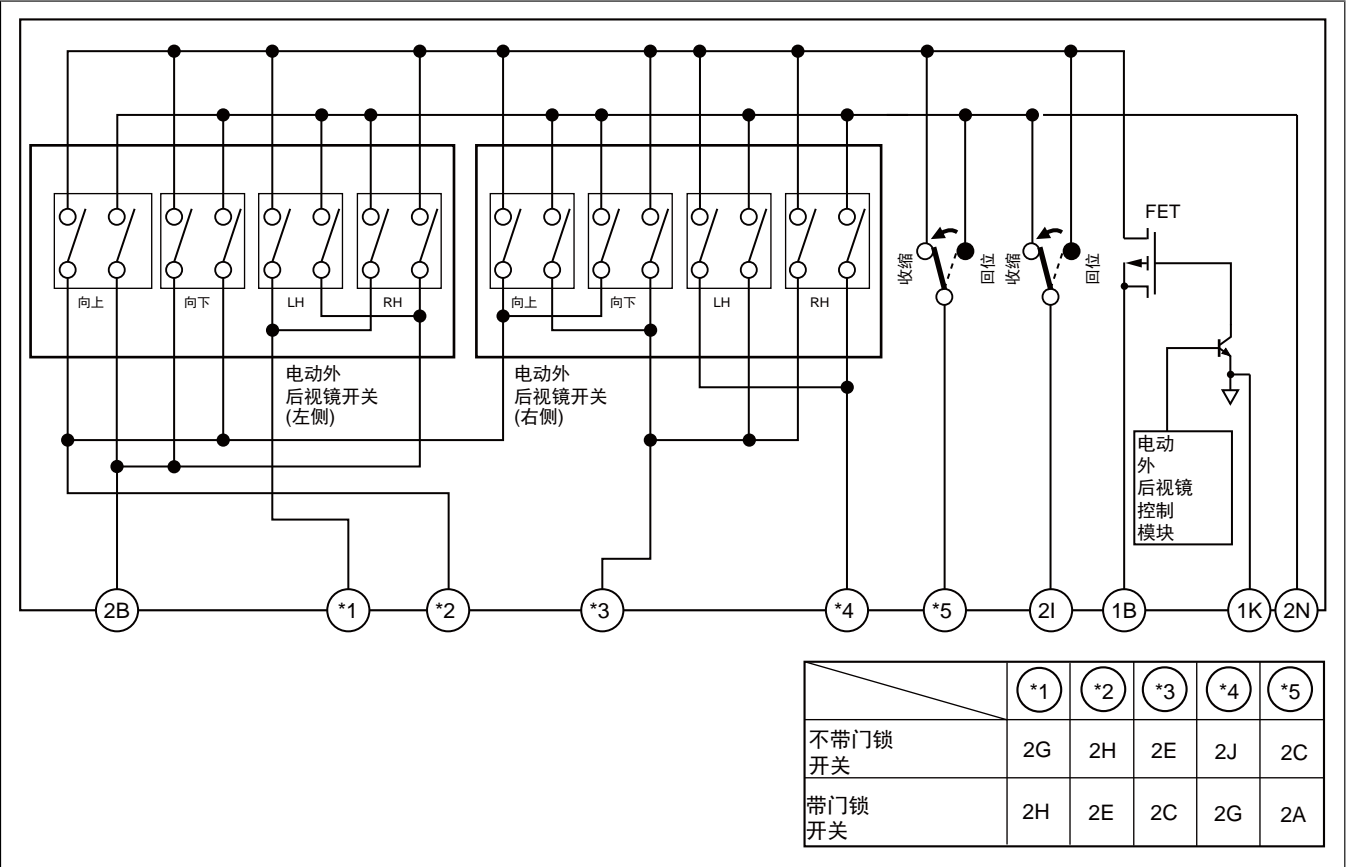 FET
收缩
回位
收缩
回位
向上
向下
LH
RH
向上
向下
LH
RH
电动外
后视镜开关
(左侧)
电动外
后视镜开关
(右侧)
电动
外
后视镜
控制
模块
2B
*1
*2
*3
*4
*5
2I
1B
1K
2N
*1 *2 *3 *4 *5
不带门锁
开关
2G 2H 2E 2J 2C
带门锁
开关
2H 2E 2C 2G 2A